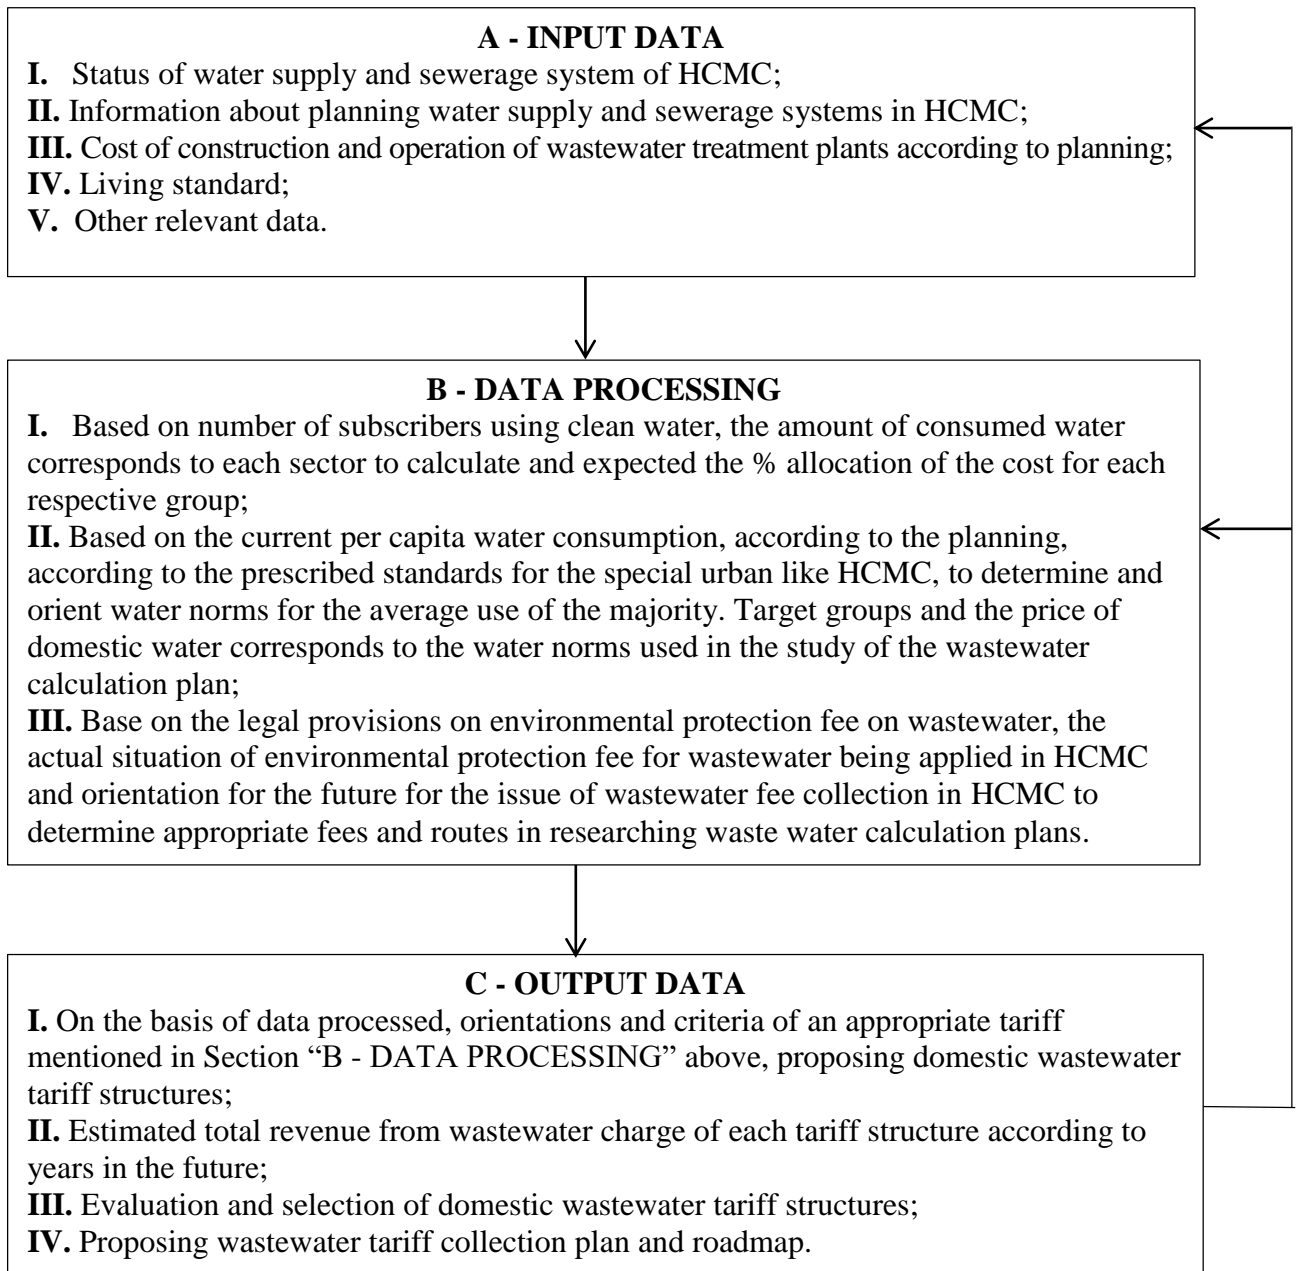 A - INPUT DATA
I. Status of water supply and sewerage system of HCMC;
II. Information about planning water supply and sewerage systems in HCMC;
III. Cost of construction and operation of wastewater treatment plants according to planning;
IV. Living standard;
V. Other relevant data.
B - DATA PROCESSING
I. Based on number of subscribers using clean water, the amount of consumed water
corresponds to each sector to calculate and expected the % allocation of the cost for each
respective group;
II. Based on the current per capita water consumption, according to the planning,
according to the prescribed standards for the special urban like HCMC, to determine and
orient water norms for the average use of the majority. Target groups and the price of
domestic water corresponds to the water norms used in the study of the wastewater
calculation plan;
III. Base on the legal provisions on environmental protection fee on wastewater, the
actual situation of environmental protection fee for wastewater being applied in HCMC
and orientation for the future for the issue of wastewater fee collection in HCMC to
determine appropriate fees and routes in researching waste water calculation plans.
C - OUTPUT DATA
I. On the basis of data processed, orientations and criteria of an appropriate tariff
mentioned in Section “B - DATA PROCESSING” above, proposing domestic wastewater
tariff structures;
II. Estimated total revenue from wastewater charge of each tariff structure according to
years in the future;
III. Evaluation and selection of domestic wastewater tariff structures;
IV. Proposing wastewater tariff collection plan and roadmap.